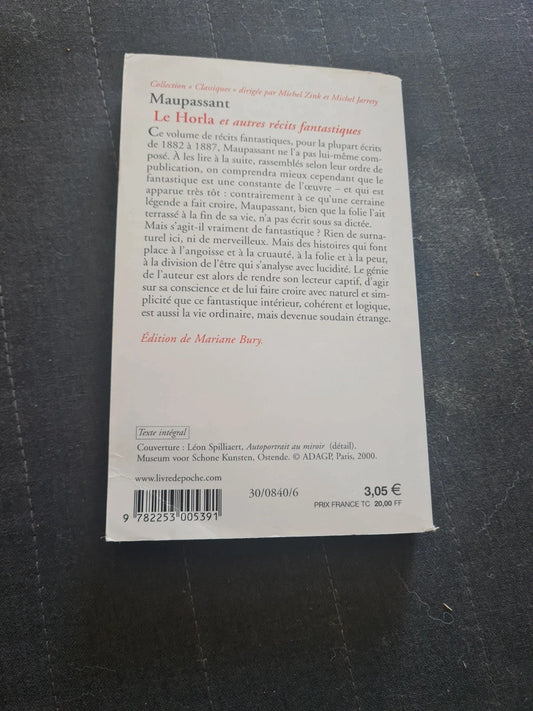 Collection « Classiques » dirigée par Michel Zink et Michel Jarrety
Maupassant
Le Horla et autres récits fantastiques
Ce volume de récits fantastiques, pour la plupart écrits
de 1882 à 1887, Maupassant ne l'a pas lui-même com-
posé. À les lire à la suite, rassemblés selon leur ordre de
publication, on comprendra mieux cependant que le
fantastique est une constante de l'œuvre – et qui est
apparue très tôt : contrairement à ce qu'une certaine
légende a fait croire, Maupassant, bien que la folie l'ait
terrassé à la fin de sa vie, n'a pas écrit sous sa dictée.
Mais s'agit-il vraiment de fantastique ? Rien de surna-
turel ici, ni de merveilleux. Mais des histoires qui font
place à l'angoisse et à la cruauté, à la folie et à la peur,
à la division de l'être qui s'analyse avec lucidité. Le génie
de l'auteur est alors de rendre son lecteur captif, d'agir
sur sa conscience et de lui faire croire avec naturel et sim-
plicité que ce fantastique intérieur, cohérent et logique,
est aussi la vie ordinaire, mais devenue soudain étrange.
Édition de Mariane Bury.
Texte intégral
Couverture : Léon Spilliaert, Autoportrait au miroir (détail).
Museum voor Schone Kunsten, Ostende. © ADAGP, Paris, 2000.
www.livredepoche.com
30/0840/6
3,05 €
PRIX FRANCE TC 20,00 FF
9 782253 005391